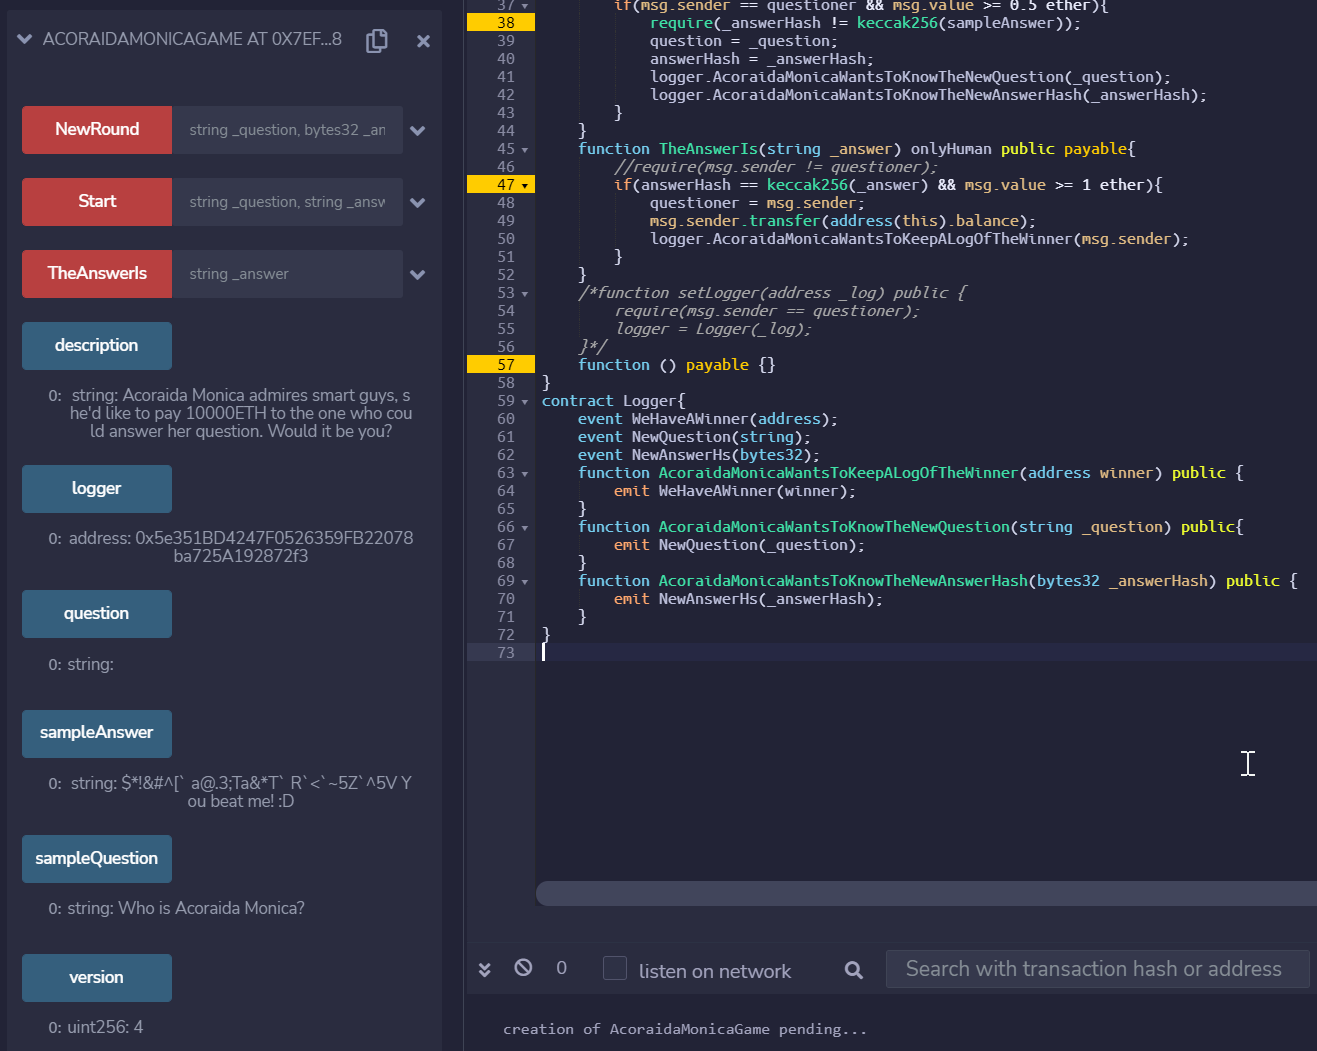 ACORAIDAMONICAGAME AT 0X7EF...8
NewRound
string _question, bytes32 _an
Start
string _question, string _answ
TheAnswerIs
string _answer
description
0: string: Acoraida Monica admires smart guys, s
he'd like to pay 10000ETH to the one who cou
ld answer her question. Would it be you?
logger
0: address: 0x5e351BD4247F0526359FB22078
ba725A192872f3
question
0: string:
sampleAnswer
0: string: $*!&#^[` a@.3;Ta&*T` R`<`~5Z`^5V Y
ou beat me! :D
sampleQuestion
0: string: Who is Acoraida Monica?
version
0: uint256: 4
37 if(msg.sender == questioner && msg.value >= 0.5 ether){
38 require(_answerHash != keccak256(sampleAnswer));
39 question = _question;
40 answerHash = _answerHash;
41 logger.AcoraidaMonicaWantsToKnowTheNewQuestion(_question);
42 logger.AcoraidaMonicaWantsToKnowTheNewAnswerHash(_answerHash);
43 }
44 }
45 function TheAnswerIs(string _answer) onlyHuman public payable{
46 //require(msg.sender != questioner);
47 if(answerHash == keccak256(_answer) && msg.value >= 1 ether){
48 questioner = msg.sender;
49 msg.sender.transfer(address(this).balance);
50 logger.AcoraidaMonicaWantsToKeepALogOfTheWinner(msg.sender);
51 }
52 }
53 /*function setLogger(address _log) public {
54 require(msg.sender == questioner);
55 logger = Logger(_log);
56 }*/
57 function () payable {}
58 }
59 contract Logger{
60 event WeHaveAWinner(address);
61 event NewQuestion(string);
62 event NewAnswerHs(bytes32);
63 function AcoraidaMonicaWantsToKeepALogOfTheWinner(address winner) public {
64 emit WeHaveAWinner(winner);
65 }
66 function AcoraidaMonicaWantsToKnowTheNewQuestion(string _question) public{
67 emit NewQuestion(_question);
68 }
69 function AcoraidaMonicaWantsToKnowTheNewAnswerHash(bytes32 _answerHash) public {
70 emit NewAnswerHs(_answerHash);
71 }
72 }
73
0
listen on network
Search with transaction hash or address
creation of AcoraidaMonicaGame pending...